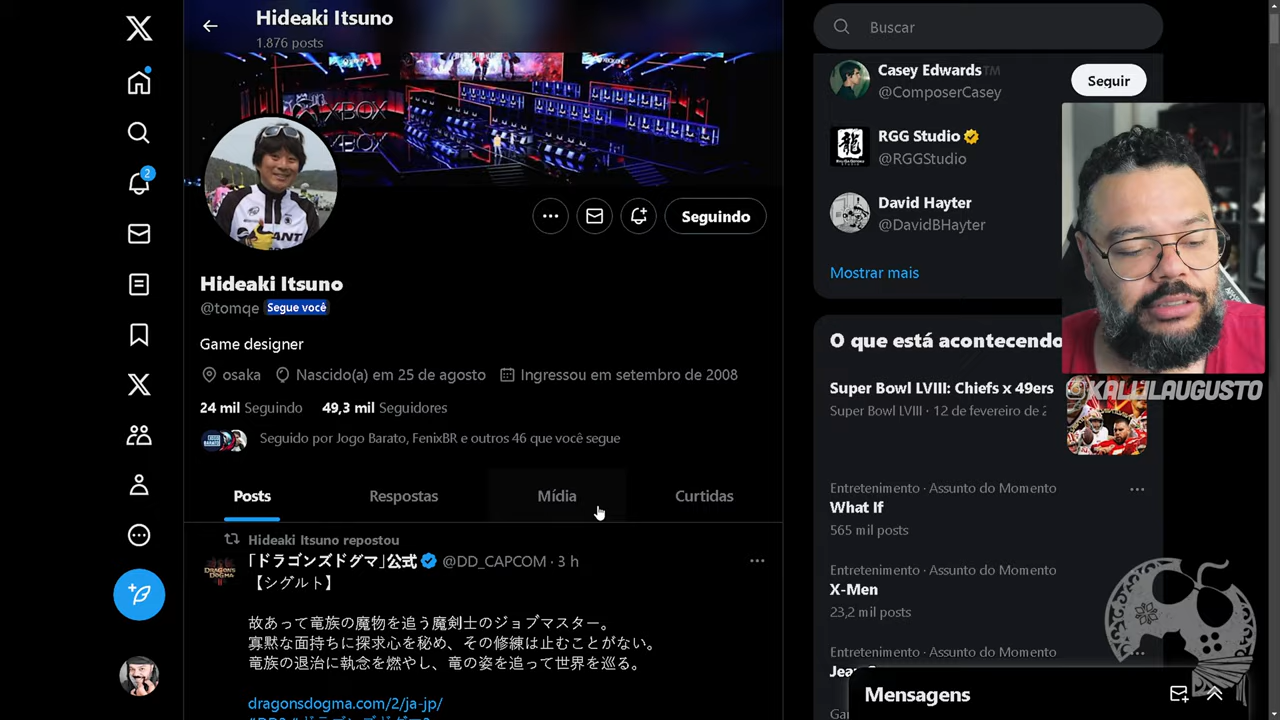 Hideaki Itsuno
1.876 posts
XBOX
XBOX
GIANT
Seguindo
Hideaki Itsuno
@tomqe Segue você
Game designer
osaka Nascido(a) em 25 de agosto Ingressou em setembro de 2008
24 mil Seguindo 49,3 mil Seguidores
Seguido por Jogo Barato, FenixBR e outros 46 que você segue
Posts Respostas Mídia Curtidas
Hideaki Itsuno repostou
「ドラゴンズドグマ」公式 @DD_CAPCOM · 3 h
【シグルト】
故あって竜族の魔物を追う魔剣士のジョブマスター。
寡黙な面持ちに探求心を秘め、その修練は止むことがない。
竜族の退治に執念を燃やし、竜の姿を追って世界を巡る。
dragonsdogma.com/2/ja-jp/
2
Buscar
Casey Edwards™
@ComposerCasey
Seguir
RGG Studio
@RGGStudio
David Hayter
@DavidBHayter
Mostrar mais
O que está acontecendo
Super Bowl LVIII: Chiefs x 49ers
Super Bowl LVIII · 12 de fevereiro de
@KALLILAUGUSTO
Entretenimento · Assunto do Momento
What If
565 mil posts
Entretenimento · Assunto do Momento
X-Men
23,2 mil posts
Entretenimento · Assunto do Momento
Mensagens